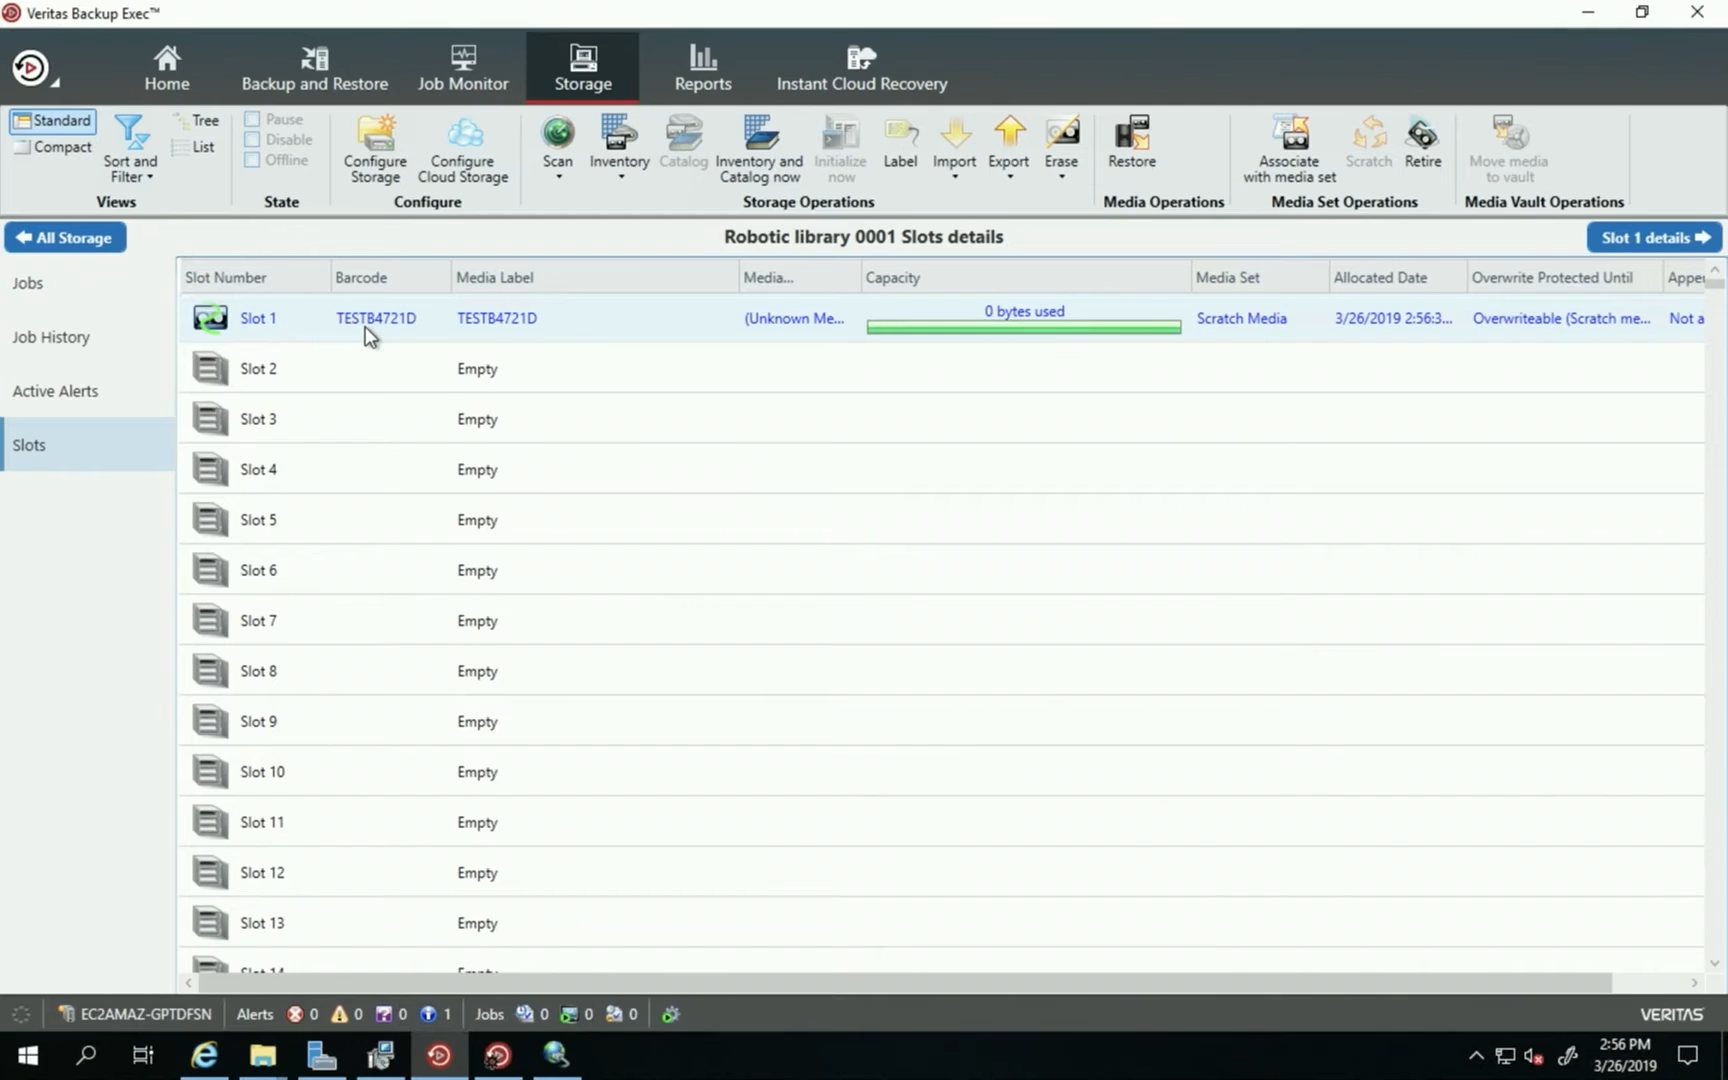 Veritas Backup Exec™
Home
Backup and Restore
Job Monitor
Storage
Reports
Instant Cloud Recovery
Standard
Compact
Sort and
Filter
Tree
List
Views
Pause
Disable
Offline
State
Configure
Storage
Configure
Cloud Storage
Configure
Scan
Inventory
Catalog
Inventory and
Catalog now
Initialize
now
Label
Import
Export
Erase
Storage Operations
Restore
Media Operations
Associate
with media set
Scratch
Retire
Media Set Operations
Move media
to vault
Media Vault Operations
All Storage
Robotic library 0001 Slots details
Slot 1 details
Jobs
Job History
Active Alerts
Slots
Slot Number Barcode Media Label Media... Capacity Media Set Allocated Date Overwrite Protected Until Appen
Slot 1 TESTB4721D TESTB4721D (Unknown Me... 0 bytes used Scratch Media 3/26/2019 2:56:3... Overwriteable (Scratch me... Not a
Slot 2 Empty
Slot 3 Empty
Slot 4 Empty
Slot 5 Empty
Slot 6 Empty
Slot 7 Empty
Slot 8 Empty
Slot 9 Empty
Slot 10 Empty
Slot 11 Empty
Slot 12 Empty
Slot 13 Empty
Slot 14 Empty
EC2AMAZ-GPTDFSN Alerts 0 0 0 1 Jobs 0 0 0 VERITAS
2:56 PM
3/26/2019